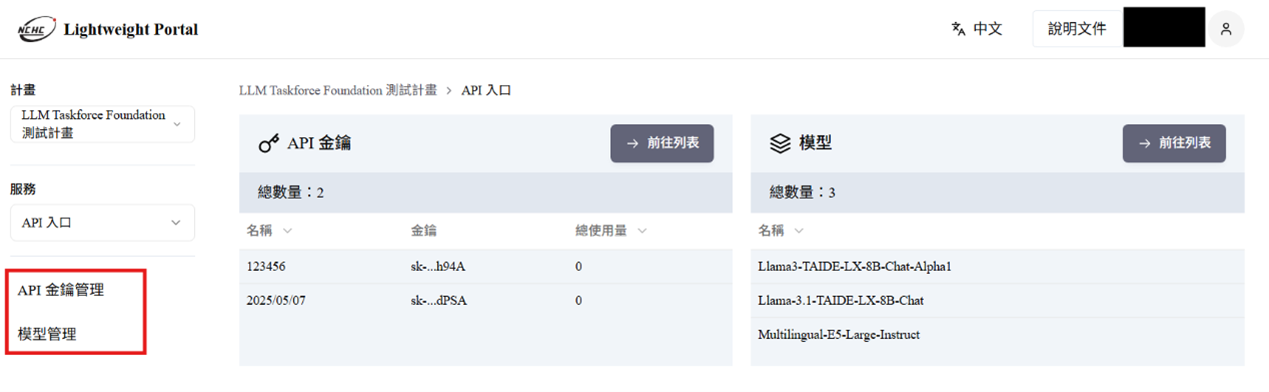 NCHC Lightweight Portal
中文
說明文件
計畫
LLM Taskforce Foundation
測試計畫
服務
API 入口
API 金鑰管理
模型管理
LLM Taskforce Foundation 測試計畫 > API 入口
API 金鑰
前往列表
總數量：2
名稱 金鑰 總使用量
123456 sk-...h94A 0
2025/05/07 sk-...dPSA 0
模型
前往列表
總數量：3
名稱
Llama3-TAIDE-LX-8B-Chat-Alpha1
Llama-3.1-TAIDE-LX-8B-Chat
Multilingual-E5-Large-Instruct